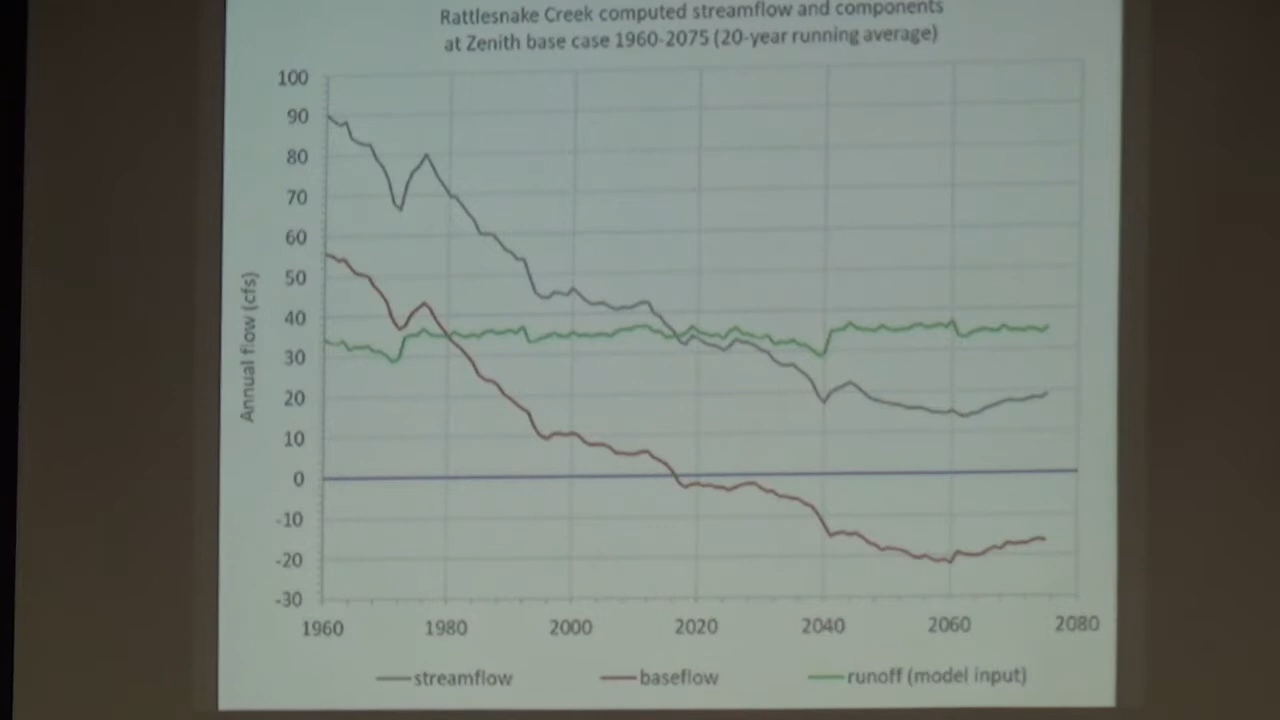 Rattlesnake Creek computed streamflow and components
at Zenith base case 1960-2075 (20-year running average)
100
90
80
70
60
50
40
30
20
10
0
-10
-20
-30
Annual flow (cfs)
1960 1980 2000 2020 2040 2060 2080
streamflow baseflow runoff (model input)